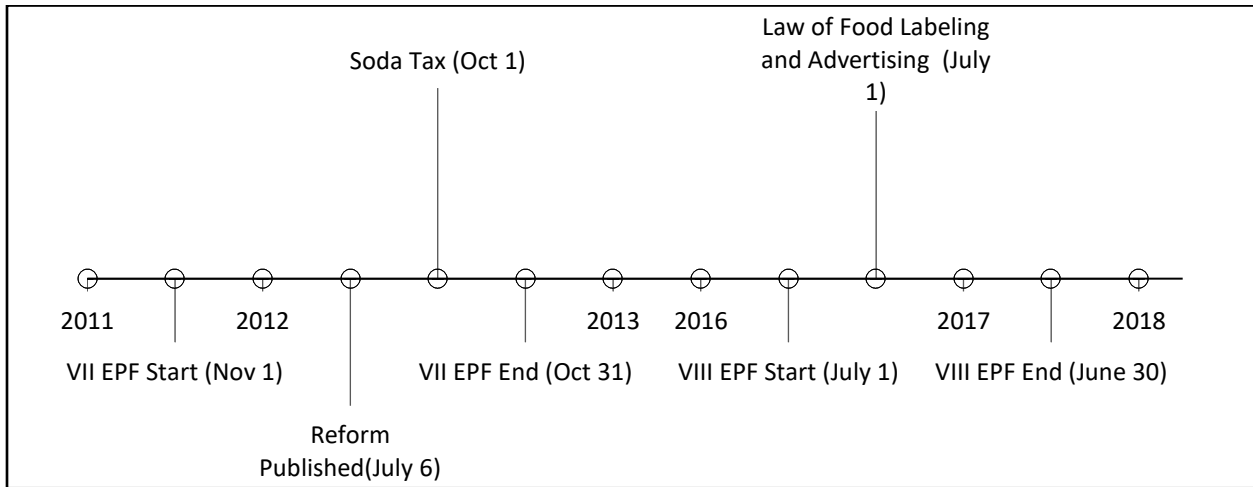 Law of Food Labeling
and Advertising (July
1)
Soda Tax (Oct 1)
2011
2012
2013
2016
2017
2018
VII EPF Start (Nov 1)
VII EPF End (Oct 31)
VIII EPF Start (July 1)
VIII EPF End (June 30)
Reform
Published(July 6)